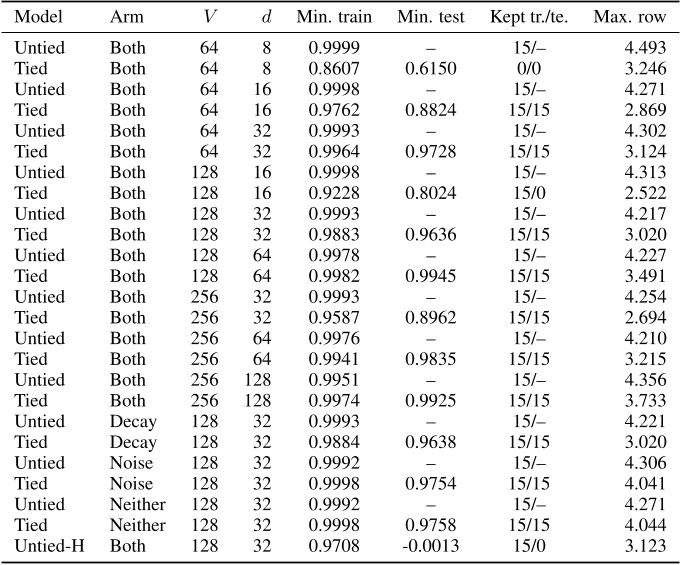 Model Arm V d Min. train Min. test Kept tr./te. Max. row
Untied Both 64 8 0.9999 – 15/– 4.493
Tied Both 64 8 0.8607 0.6150 0/0 3.246
Untied Both 64 16 0.9998 – 15/– 4.271
Tied Both 64 16 0.9762 0.8824 15/15 2.869
Untied Both 64 32 0.9993 – 15/– 4.302
Tied Both 64 32 0.9964 0.9728 15/15 3.124
Untied Both 128 16 0.9998 – 15/– 4.313
Tied Both 128 16 0.9228 0.8024 15/0 2.522
Untied Both 128 32 0.9993 – 15/– 4.217
Tied Both 128 32 0.9883 0.9636 15/15 3.020
Untied Both 128 64 0.9978 – 15/– 4.227
Tied Both 128 64 0.9982 0.9945 15/15 3.491
Untied Both 256 32 0.9993 – 15/– 4.254
Tied Both 256 32 0.9587 0.8962 15/15 2.694
Untied Both 256 64 0.9976 – 15/– 4.210
Tied Both 256 64 0.9941 0.9835 15/15 3.215
Untied Both 256 128 0.9951 – 15/– 4.356
Tied Both 256 128 0.9974 0.9925 15/15 3.733
Untied Decay 128 32 0.9993 – 15/– 4.221
Tied Decay 128 32 0.9884 0.9638 15/15 3.020
Untied Noise 128 32 0.9992 – 15/– 4.306
Tied Noise 128 32 0.9998 0.9754 15/15 4.041
Untied Neither 128 32 0.9992 – 15/– 4.271
Tied Neither 128 32 0.9998 0.9758 15/15 4.044
Untied-H Both 128 32 0.9708 -0.0013 15/0 3.123